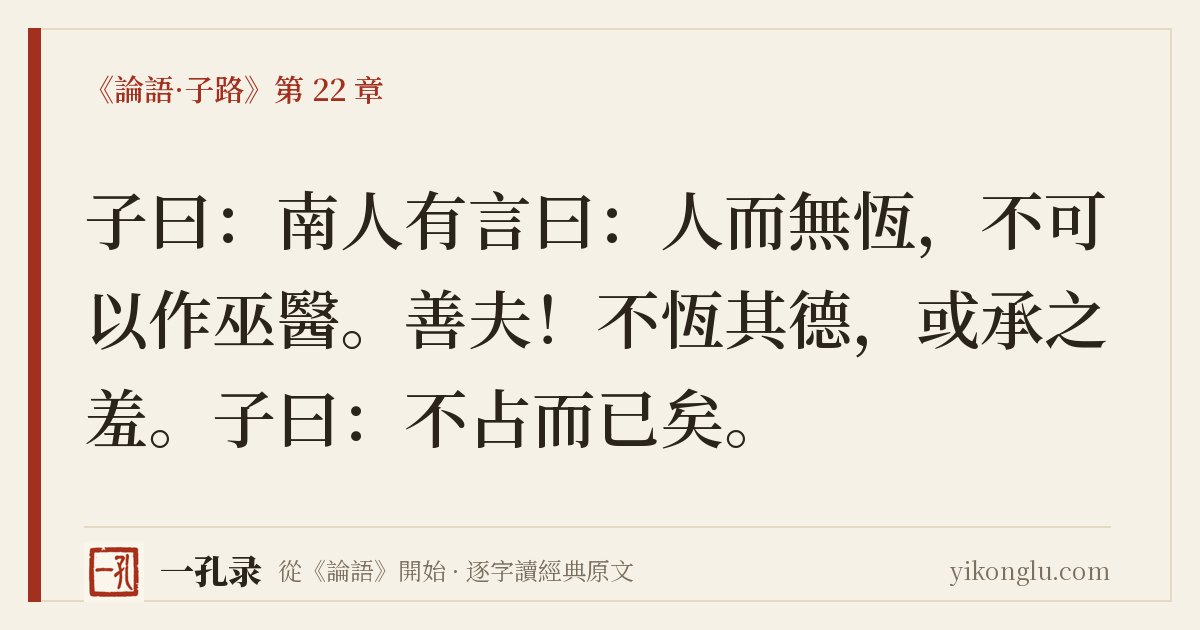 《論語·子路》第 22 章
子曰：南人有言曰：人而無恆，不可
以作巫醫。善夫！不恆其德，或承之
羞。子曰：不占而已矣。
一孔
一孔录 從《論語》開始 · 逐字讀經典原文 yikonglu.com